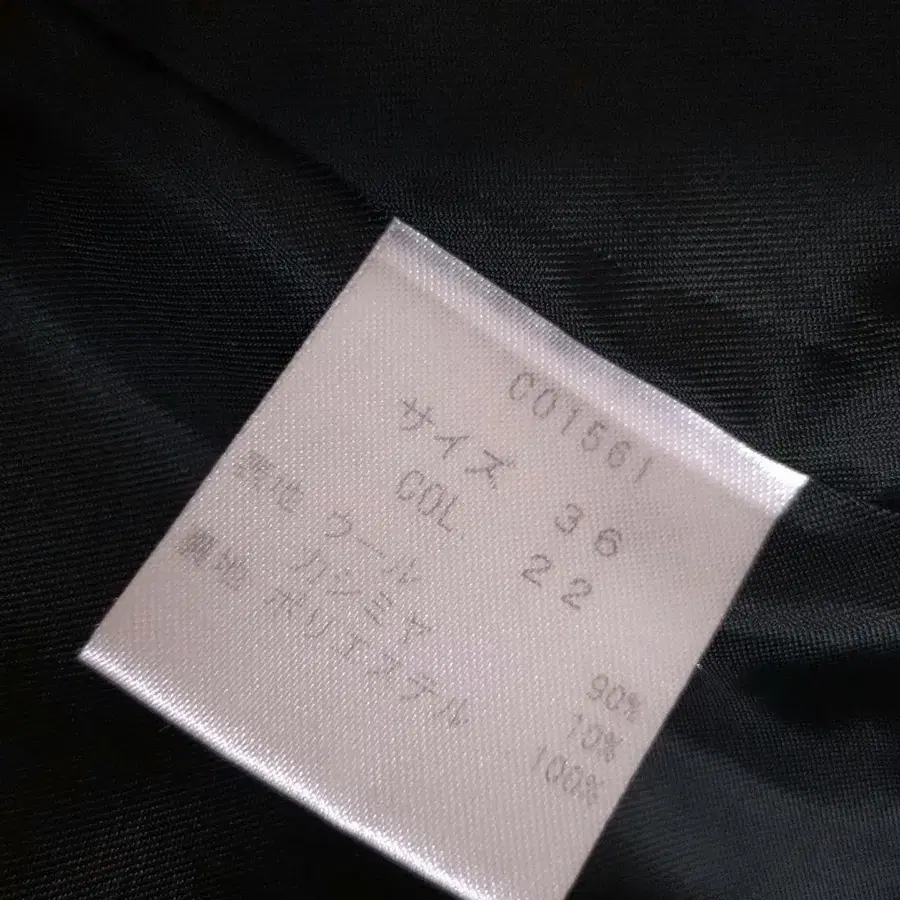 C01561
サイズ 36
COL. 22
表地 ウール 90%
カシミヤ 10%
裏地 ポリエステル 100%